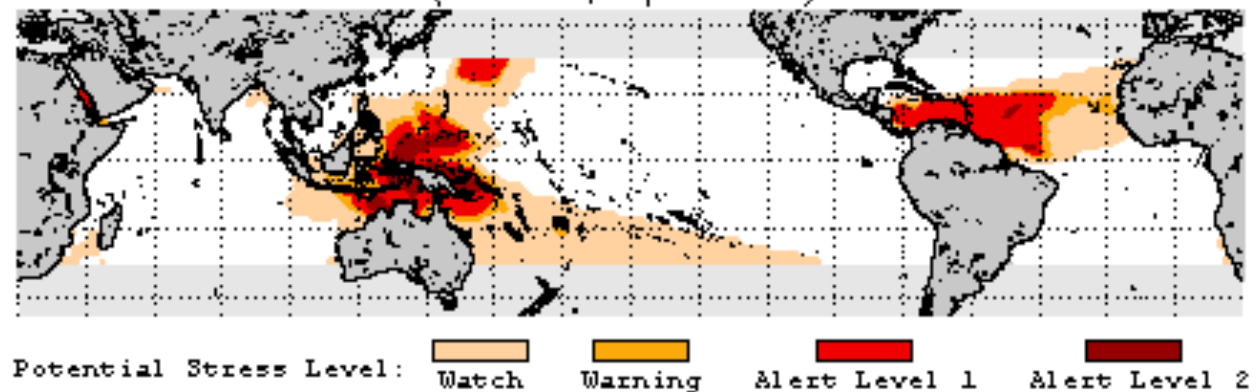 Potential Stress Level:
Watch
Warning
Alert Level 1
Alert Level 2